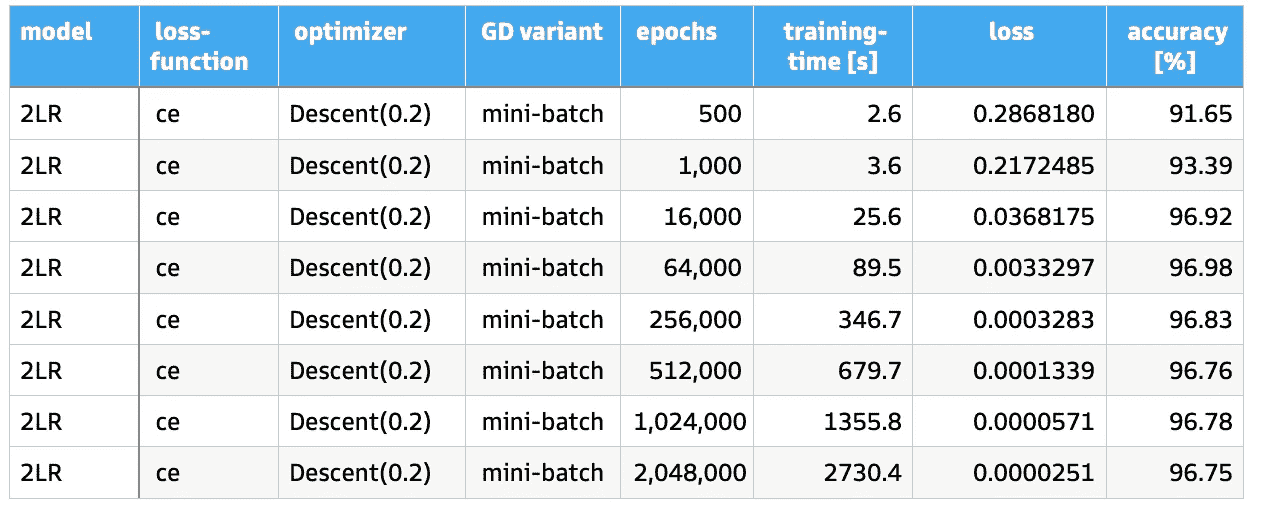 model loss-function optimizer GD variant epochs training-time [s] loss accuracy [%]
2LR ce Descent(0.2) mini-batch 500 2.6 0.2868180 91.65
2LR ce Descent(0.2) mini-batch 1,000 3.6 0.2172485 93.39
2LR ce Descent(0.2) mini-batch 16,000 25.6 0.0368175 96.92
2LR ce Descent(0.2) mini-batch 64,000 89.5 0.0033297 96.98
2LR ce Descent(0.2) mini-batch 256,000 346.7 0.0003283 96.83
2LR ce Descent(0.2) mini-batch 512,000 679.7 0.0001339 96.76
2LR ce Descent(0.2) mini-batch 1,024,000 1355.8 0.0000571 96.78
2LR ce Descent(0.2) mini-batch 2,048,000 2730.4 0.0000251 96.75